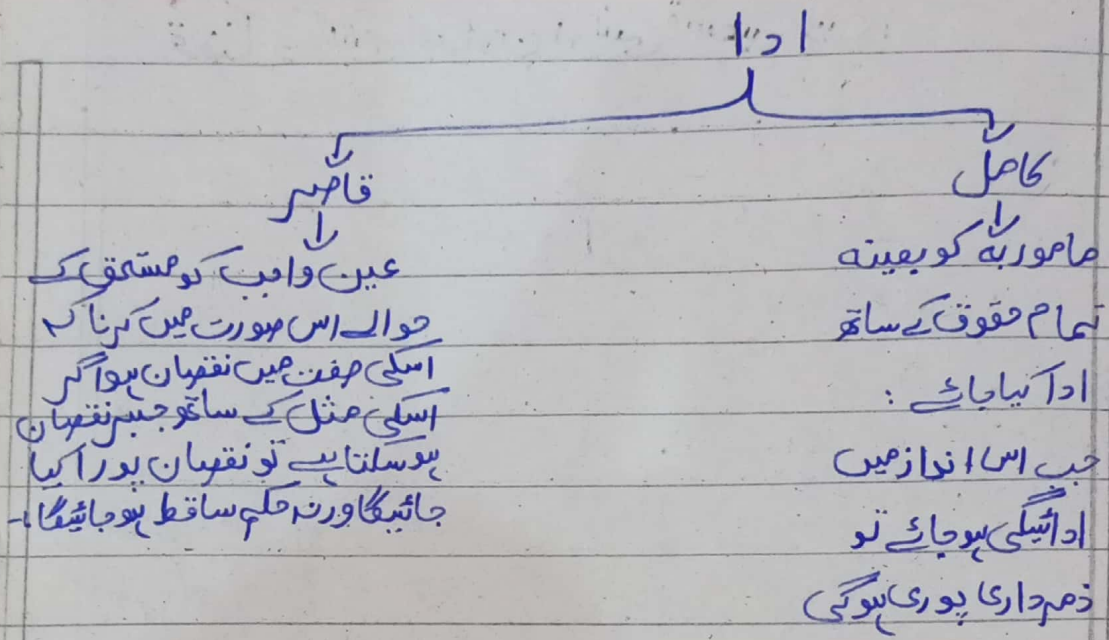 ادا
کامل
مامور بہٖ کو بعینہ
تمام حقوق کے ساتھ
ادا کیا جائے :
جب اس انداز میں
ادائیگی ہو جائے تو
ذمہ داری پوری ہوگی
قاصر
عین واجب کو مستحق کے
حوالے اس صورت میں کرنا کہ
اسکی صفت میں نقصان ہو اگر
اسکی مثل کے ساتھ جبر نقصان
ہو سکتا ہے تو نقصان پورا کیا
جائیگا ورنہ حکم ساقط ہو جائیگا۔